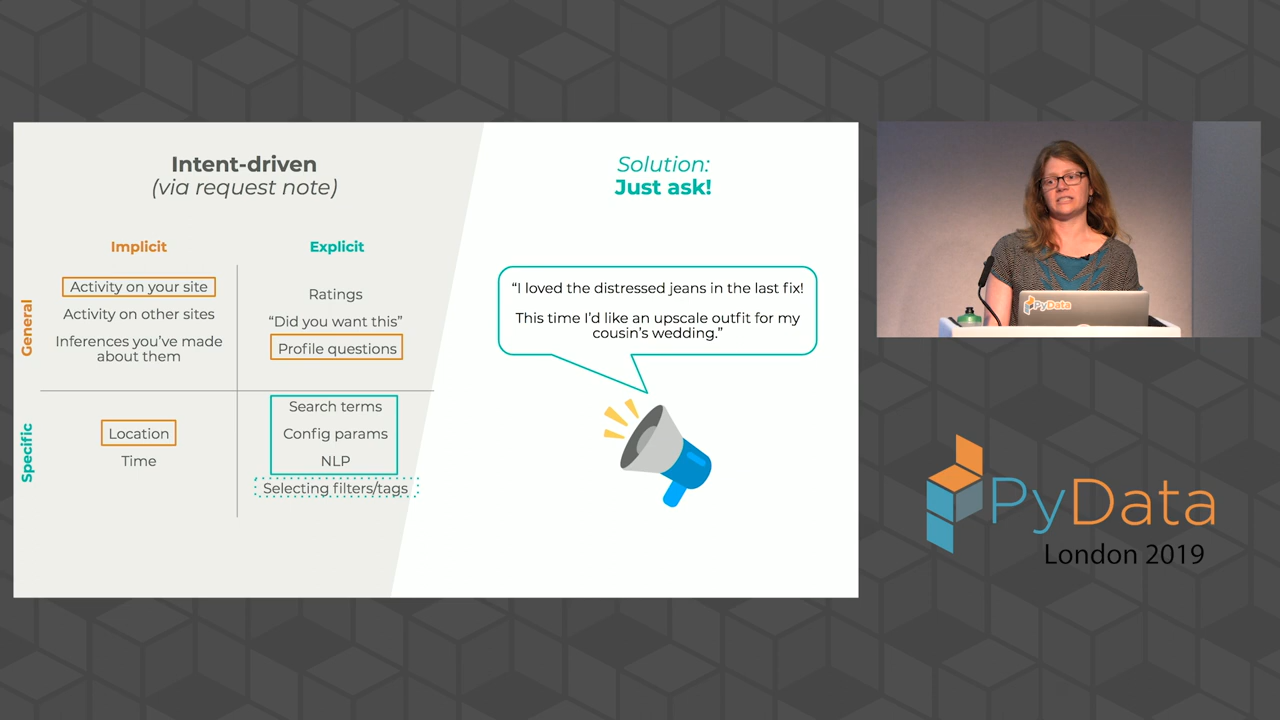 Intent-driven
(via request note)
Solution:
Just ask!
Implicit
Explicit
General
Activity on your site
Activity on other sites
Inferences you’ve made
about them
Ratings
“Did you want this”
Profile questions
Specific
Location
Time
Search terms
Config params
NLP
Selecting filters/tags
“I loved the distressed jeans in the last fix!
This time I’d like an upscale outfit for my
cousin’s wedding.”
PyData
PyData
London 2019